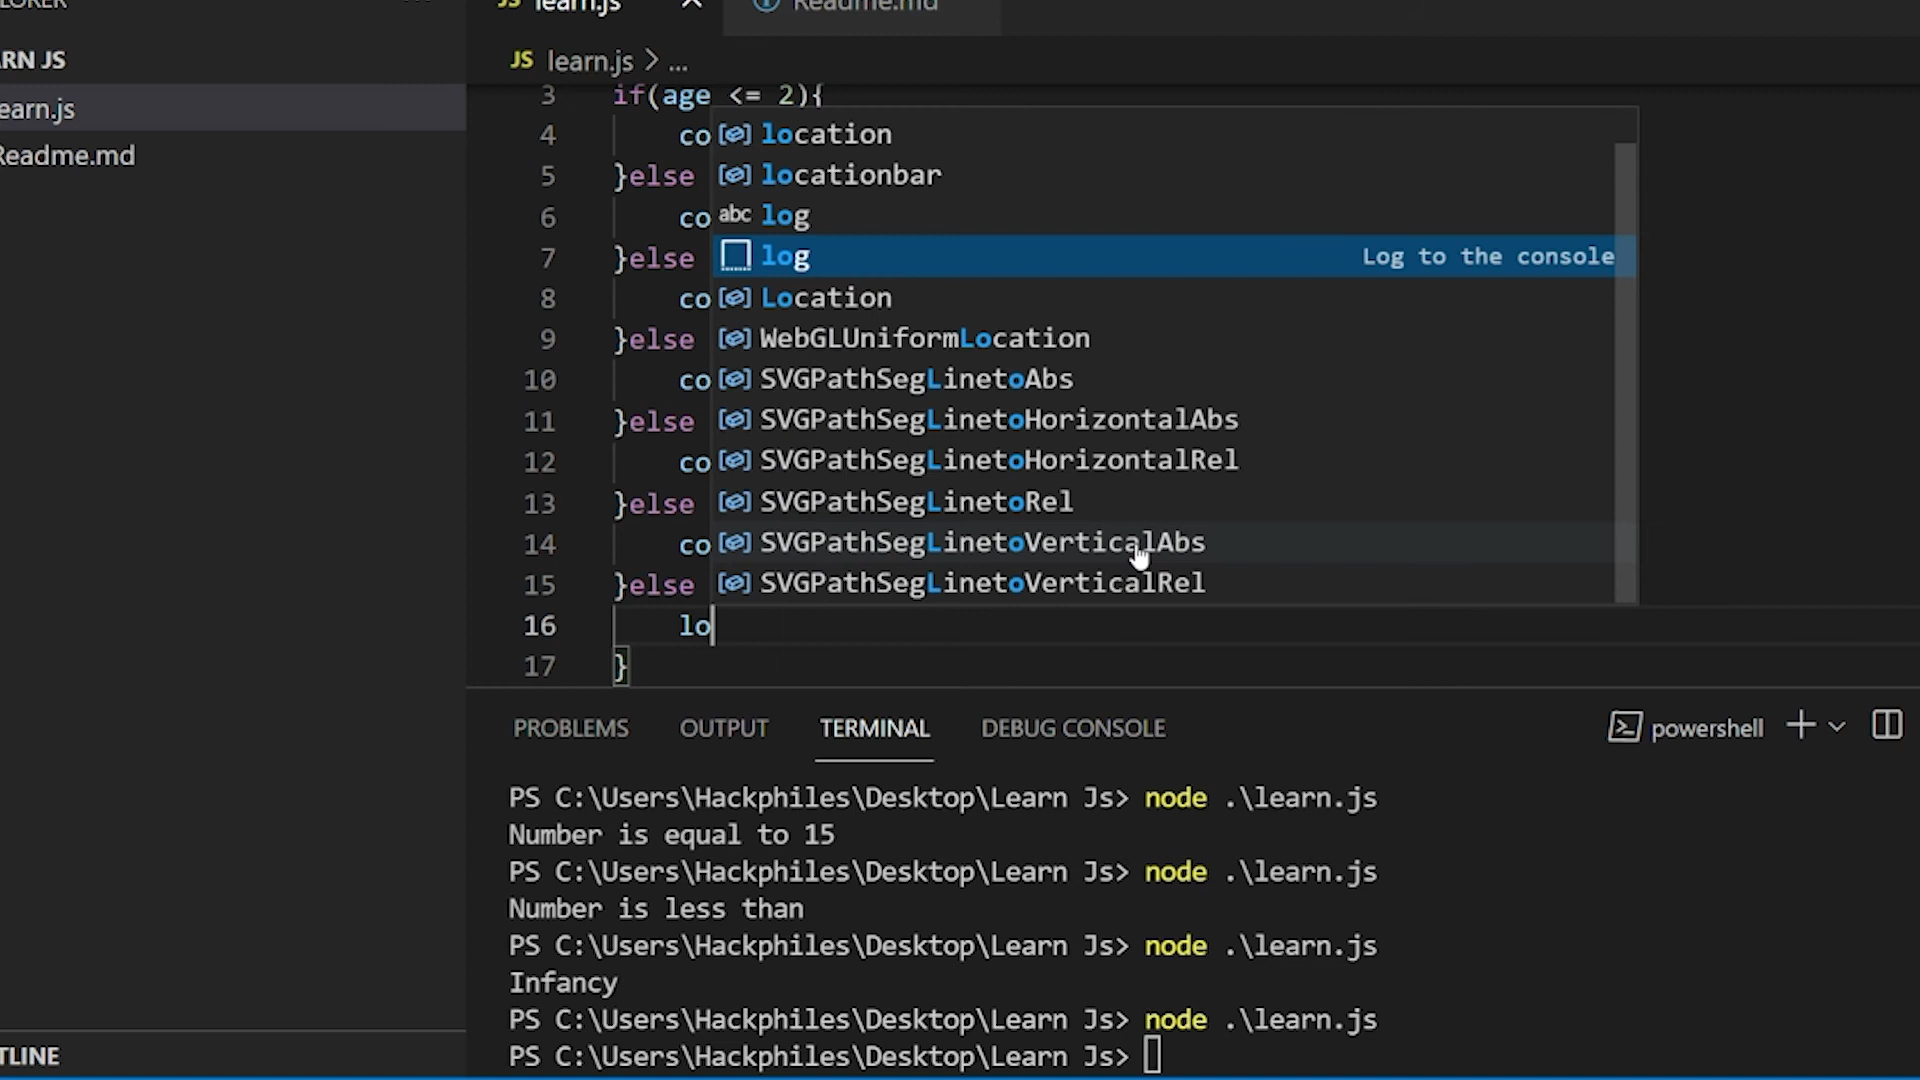 LORER ...
JS learn.js × Readme.md
RN JS
JS learn.js > ...
earn.js
Readme.md
3 if(age <= 2){
4 co
5 }else
6 co
7 }else
8 co
9 }else
10 co
11 }else
12 co
13 }else
14 co
15 }else
16 lo
17 }
location
locationbar
abc log
log Log to the console
Location
WebGLUniformLocation
SVGPathSegLinetoAbs
SVGPathSegLinetoHorizontalAbs
SVGPathSegLinetoHorizontalRel
SVGPathSegLinetoRel
SVGPathSegLinetoVerticalAbs
SVGPathSegLinetoVerticalRel
PROBLEMS OUTPUT TERMINAL DEBUG CONSOLE powershell
PS C:\Users\Hackphiles\Desktop\Learn Js> node .\learn.js
Number is equal to 15
PS C:\Users\Hackphiles\Desktop\Learn Js> node .\learn.js
Number is less than
PS C:\Users\Hackphiles\Desktop\Learn Js> node .\learn.js
Infancy
PS C:\Users\Hackphiles\Desktop\Learn Js> node .\learn.js
PS C:\Users\Hackphiles\Desktop\Learn Js>
TLINE